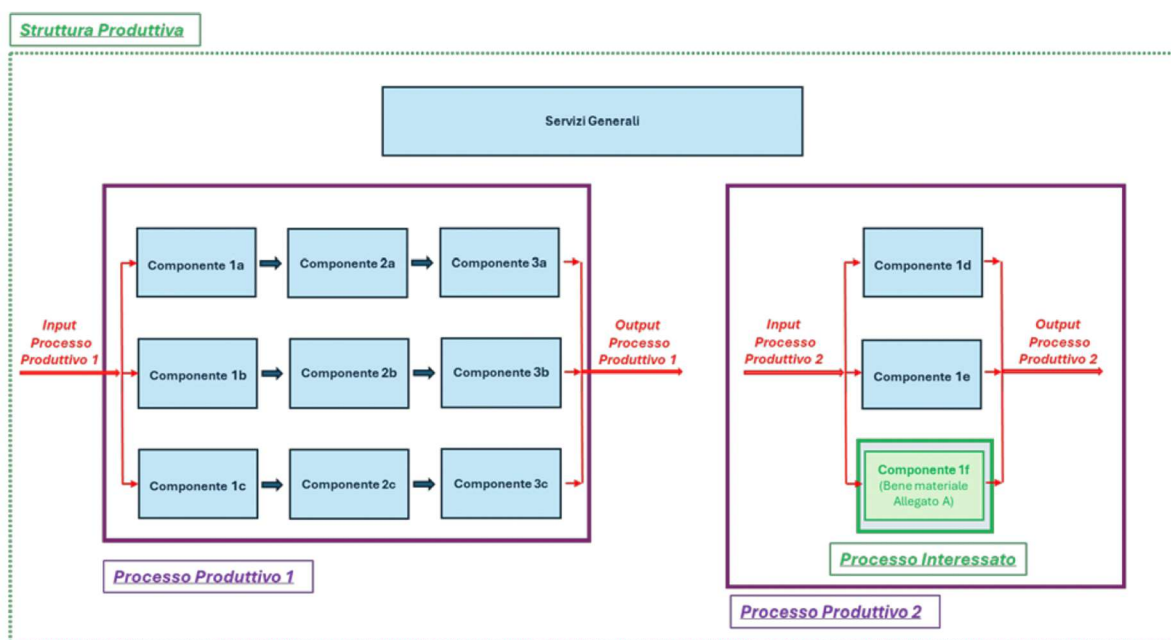 Struttura Produttiva
Servizi Generali
Componente 1a
Componente 2a
Componente 3a
Input
Processo
Produttivo 1
Output
Processo
Produttivo 1
Componente 1b
Componente 2b
Componente 3b
Componente 1c
Componente 2c
Componente 3c
Processo Produttivo 1
Componente 1d
Input
Processo
Produttivo 2
Output
Processo
Produttivo 2
Componente 1e
Componente 1f
(Bene materiale
Allegato A)
Processo Interessato
Processo Produttivo 2